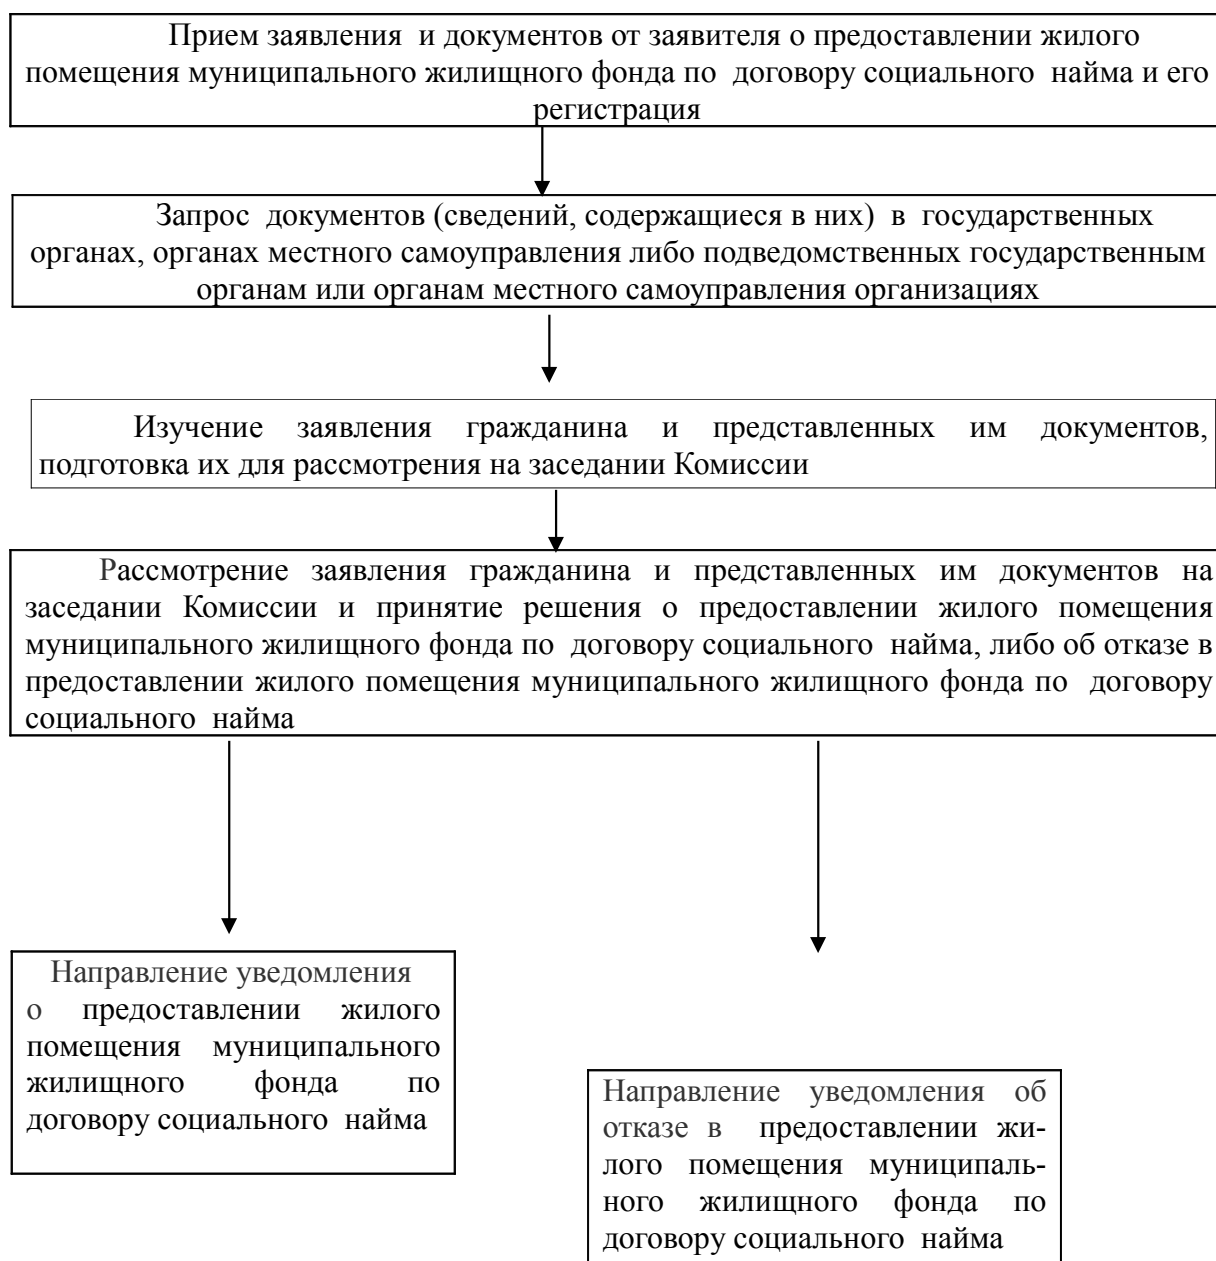 Прием заявления и документов от заявителя о предоставлении жилого
помещения муниципального жилищного фонда по договору социального найма и его
регистрация
Запрос документов (сведений, содержащиеся в них) в государственных
органах, органах местного самоуправления либо подведомственных государственным
органам или органам местного самоуправления организациях
Изучение заявления гражданина и представленных им документов,
подготовка их для рассмотрения на заседании Комиссии
Рассмотрение заявления гражданина и представленных им документов на
заседании Комиссии и принятие решения о предоставлении жилого помещения
муниципального жилищного фонда по договору социального найма, либо об отказе в
предоставлении жилого помещения муниципального жилищного фонда по договору
социального найма
Направление уведомления
о предоставлении жилого
помещения муниципального
жилищного фонда по
договору социального найма
Направление уведомления об
отказе в предоставлении жи-
лого помещения муниципаль-
ного жилищного фонда по
договору социального найма